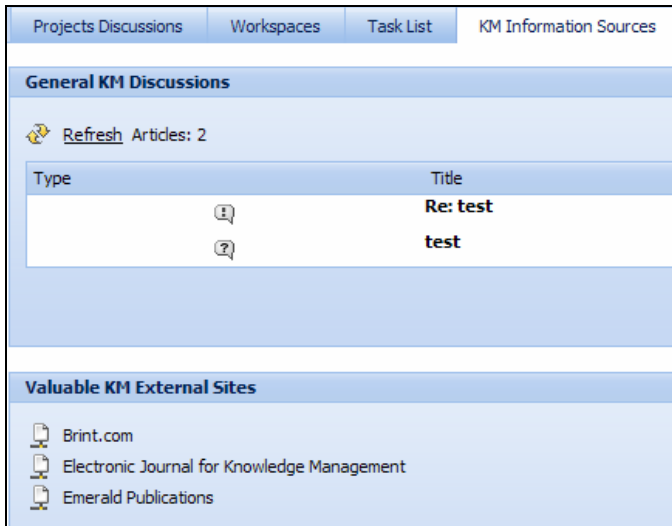 Projects Discussions Workspaces Task List KM Information Sources
General KM Discussions
Refresh Articles: 2
Type Title
! Re: test
? test
Valuable KM External Sites
Brint.com
Electronic Journal for Knowledge Management
Emerald Publications